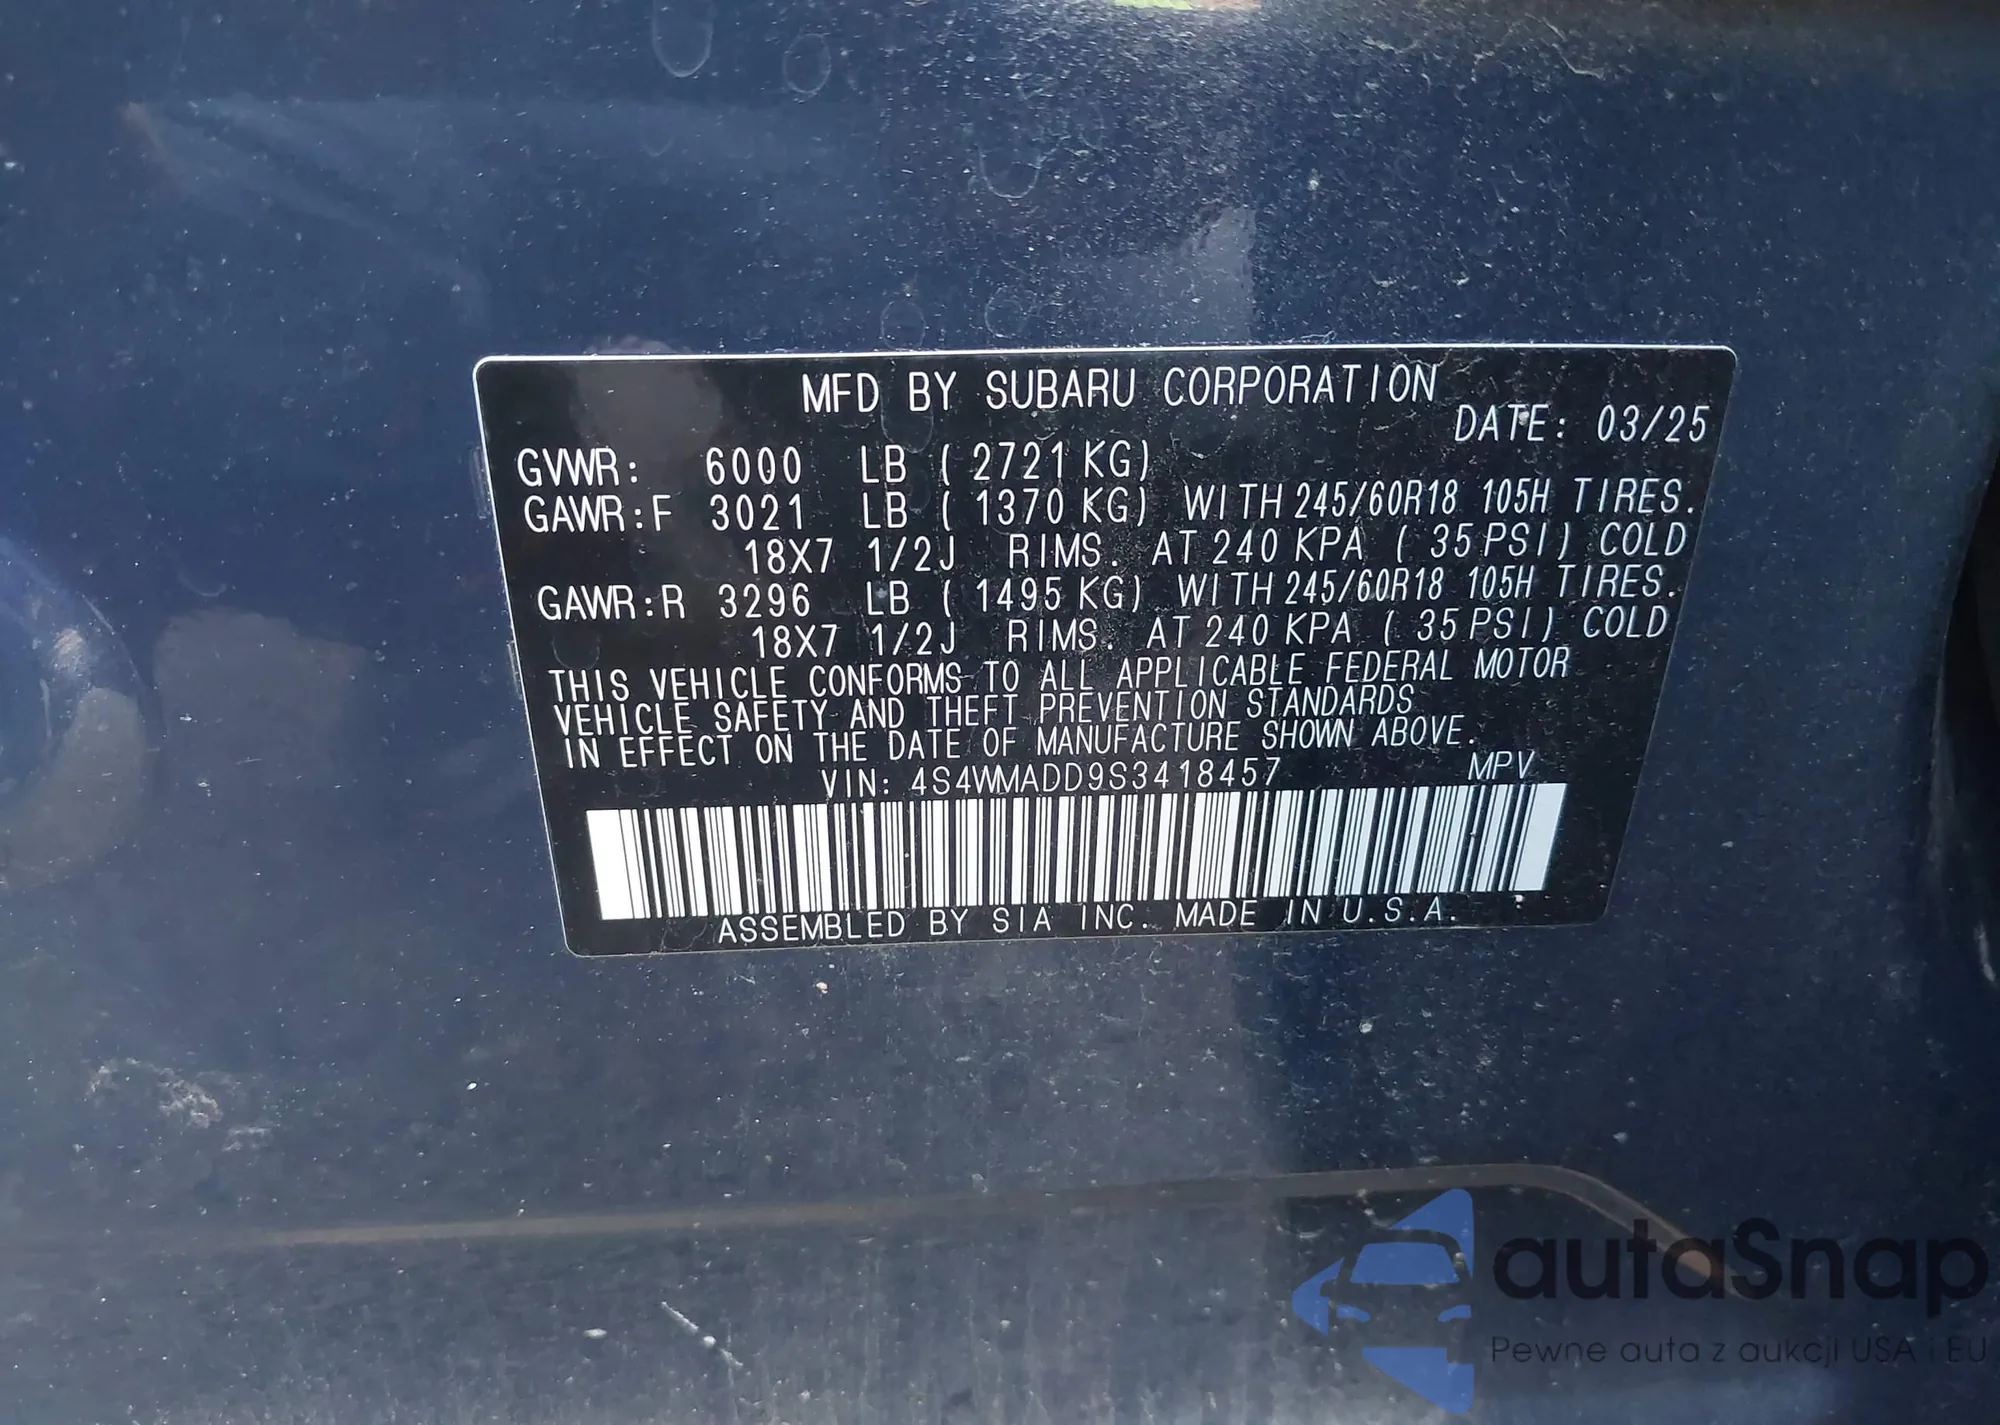 MFD BY SUBARU CORPORATION
DATE: 03/25
GVWR: 6000 LB ( 2721 KG)
GAWR:F 3021 LB ( 1370 KG) WITH 245/60R18 105H TIRES.
18X7 1/2J RIMS. AT 240 KPA ( 35 PSI) COLD
GAWR:R 3296 LB ( 1495 KG) WITH 245/60R18 105H TIRES.
18X7 1/2J RIMS. AT 240 KPA ( 35 PSI) COLD
THIS VEHICLE CONFORMS TO ALL APPLICABLE FEDERAL MOTOR
VEHICLE SAFETY AND THEFT PREVENTION STANDARDS
IN EFFECT ON THE DATE OF MANUFACTURE SHOWN ABOVE.
VIN: 4S4WMADD9S3418457 MPV
ASSEMBLED BY SIA INC. MADE IN U.S.A.
autaSnap
Pewne auta z aukcji USA i EU